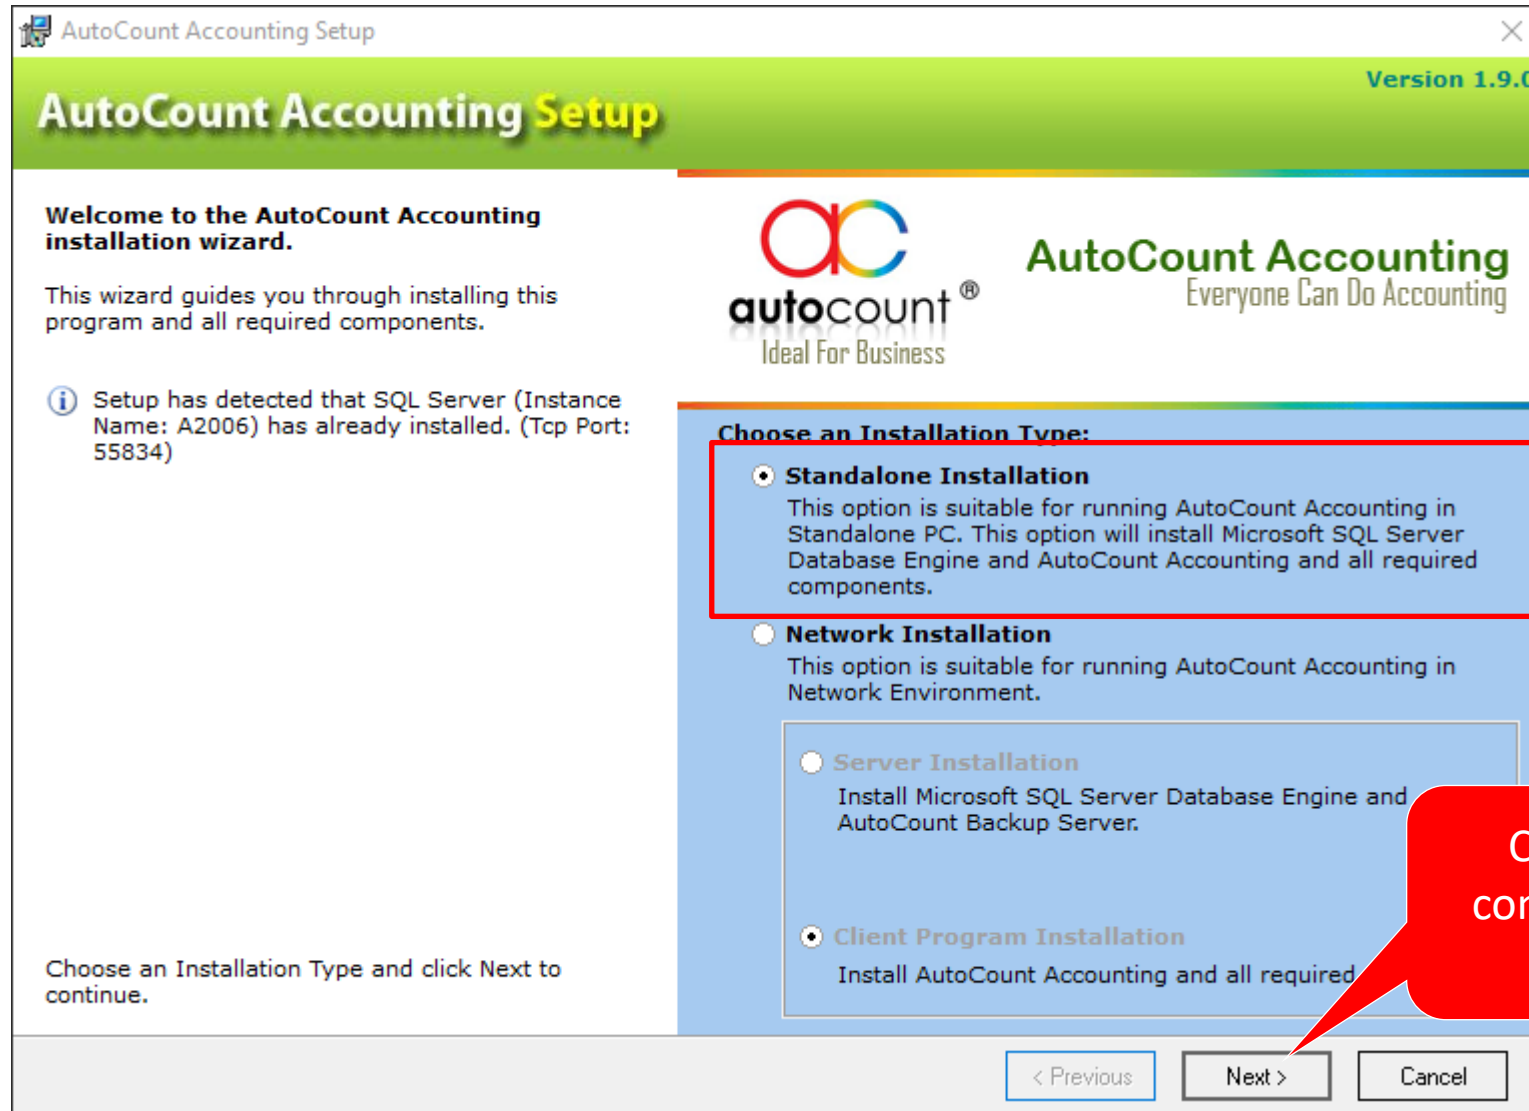 AutoCount Accounting Setup
Version 1.9.0
AutoCount Accounting Setup
Welcome to the AutoCount Accounting
installation wizard.
This wizard guides you through installing this
program and all required components.
Setup has detected that SQL Server (Instance
Name: A2006) has already installed. (Tcp Port:
55834)
Choose an Installation Type and click Next to
continue.
autocount ®
Ideal For Business
AutoCount Accounting
Everyone Can Do Accounting
Choose an Installation Type:
Standalone Installation
This option is suitable for running AutoCount Accounting in
Standalone PC. This option will install Microsoft SQL Server
Database Engine and AutoCount Accounting and all required
components.
Network Installation
This option is suitable for running AutoCount Accounting in
Network Environment.
Server Installation
Install Microsoft SQL Server Database Engine and
AutoCount Backup Server.
Client Program Installation
Install AutoCount Accounting and all required
< Previous
Next >
Cancel